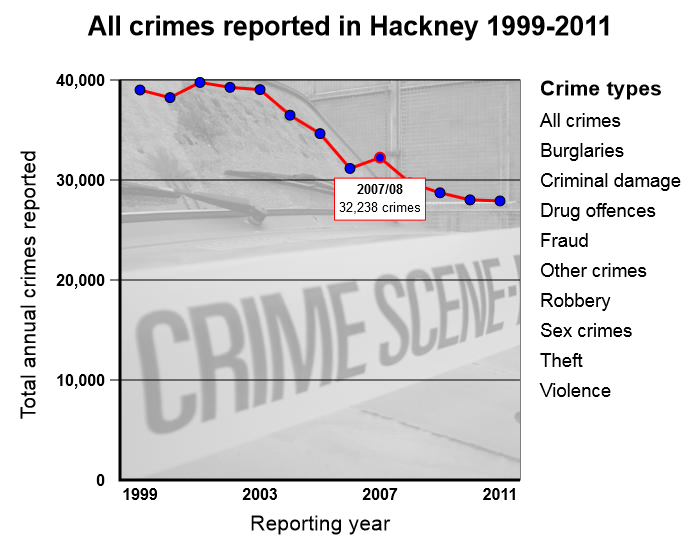 All crimes reported in Hackney 1999-2011
40,000
30,000
20,000
10,000
0
Total annual crimes reported
2007/08
32,238 crimes
CRIME SCENE-
1999
2003
2007
2011
Reporting year
Crime types
All crimes
Burglaries
Criminal damage
Drug offences
Fraud
Other crimes
Robbery
Sex crimes
Theft
Violence